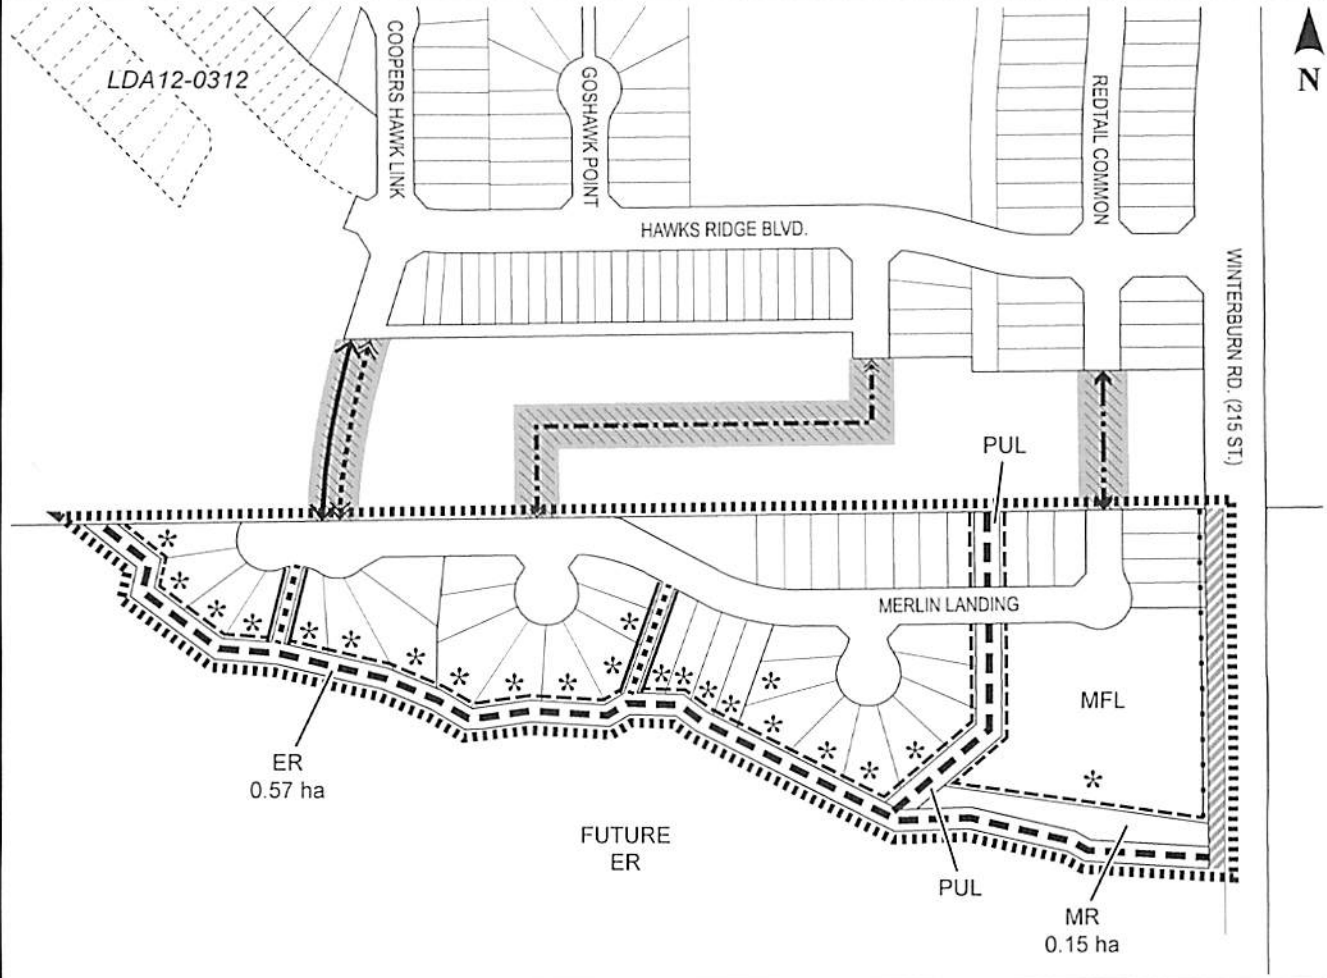 LDA12-0312
COOPERS HAWK LINK
GOSHAWK POINT
REDTAIL COMMON
N
HAWKS RIDGE BLVD.
WINTERBURN RD. (215 ST.)
PUL
MERLIN LANDING
MFL
ER
0.57 ha
FUTURE
ER
PUL
MR
0.15 ha